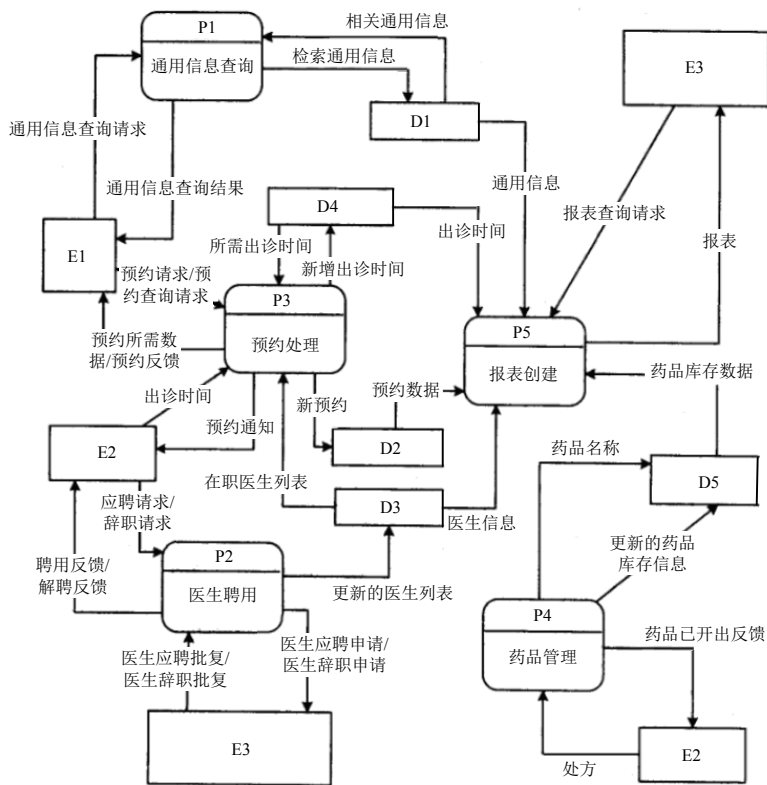 P1
通用信息查询
相关通用信息
检索通用信息
D1
E3
通用信息查询请求
通用信息查询结果
通用信息
报表查询请求
报表
D4
出诊时间
所需出诊时间
新增出诊时间
E1
预约请求/预
约查询请求
P3
预约处理
预约所需数
据/预约反馈
P5
报表创建
药品库存数据
出诊时间
预约通知
新预约
预约数据
D2
E2
在职医生列表
D3
医生信息
药品名称
D5
应聘请求/
辞职请求
聘用反馈/
解聘反馈
P2
医生聘用
更新的医生列表
更新的药品
库存信息
P4
药品管理
药品已开出反馈
医生应聘批复/
医生辞职批复
医生应聘申请/
医生辞职申请
E3
处方
E2